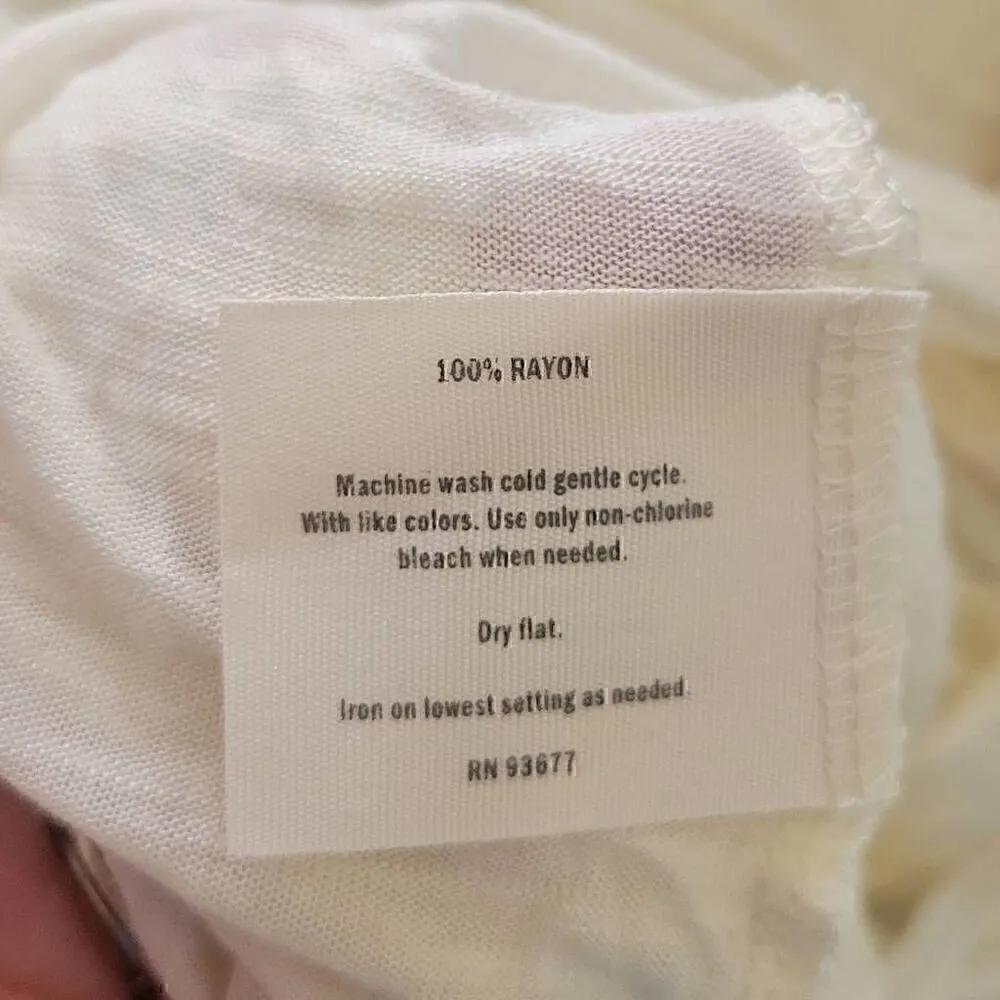 100% RAYON
Machine wash cold gentle cycle.
With like colors. Use only non-chlorine
bleach when needed.
Dry flat.
Iron on lowest setting as needed.
RN 93677